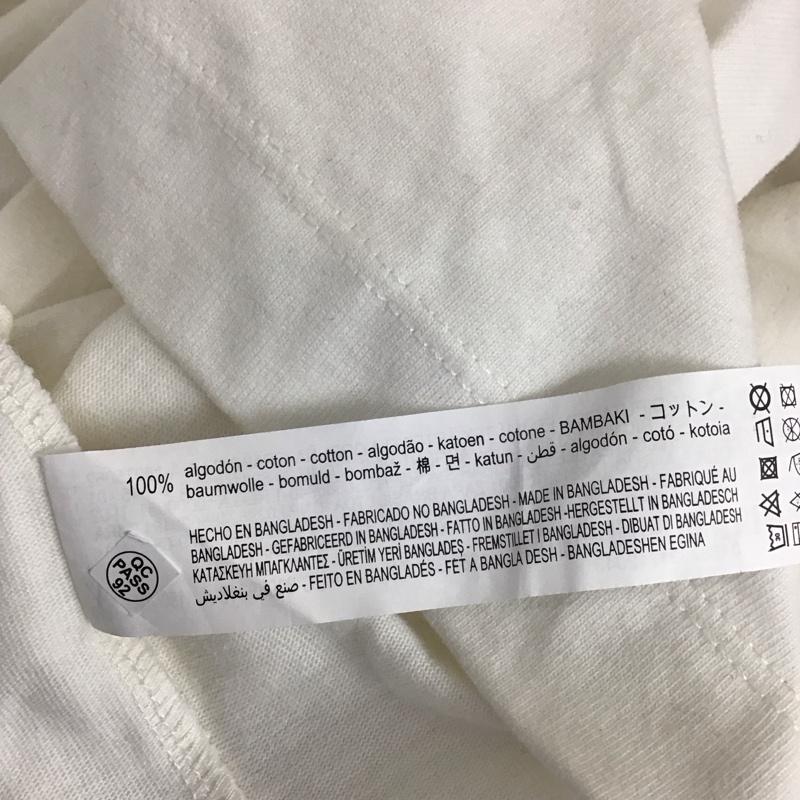 100%
algodón - coton - cotton - algodão - katoen - cotone - BAMBAKI - コットン -
baumwolle - bomuld - bombaž - 棉 - 면 - katun - قطن - algodón - cotó - kotoia
HECHO EN BANGLADESH - FABRICADO NO BANGLADESH - MADE IN BANGLADESH - FABRIQUÉ AU
BANGLADESH - GEFABRICEERD IN BANGLADESH - FATTO IN BANGLADESH -HERGESTELLT IN BANGLADESCH
ΚΑΤΑΣΚΕΥΗ ΜΠΑΓΚΛΑΝΤΕΣ - ÜRETİM YERİ BANGLADEŞ - FREMSTILLET I BANGLADESH - DIBUAT DI BANGLADESH
صنع في بنغلاديش - FEITO EN BANGLADÉS - FET A BANGLA DESH - BANGLADESHEN EGINA
QC
PASS
92